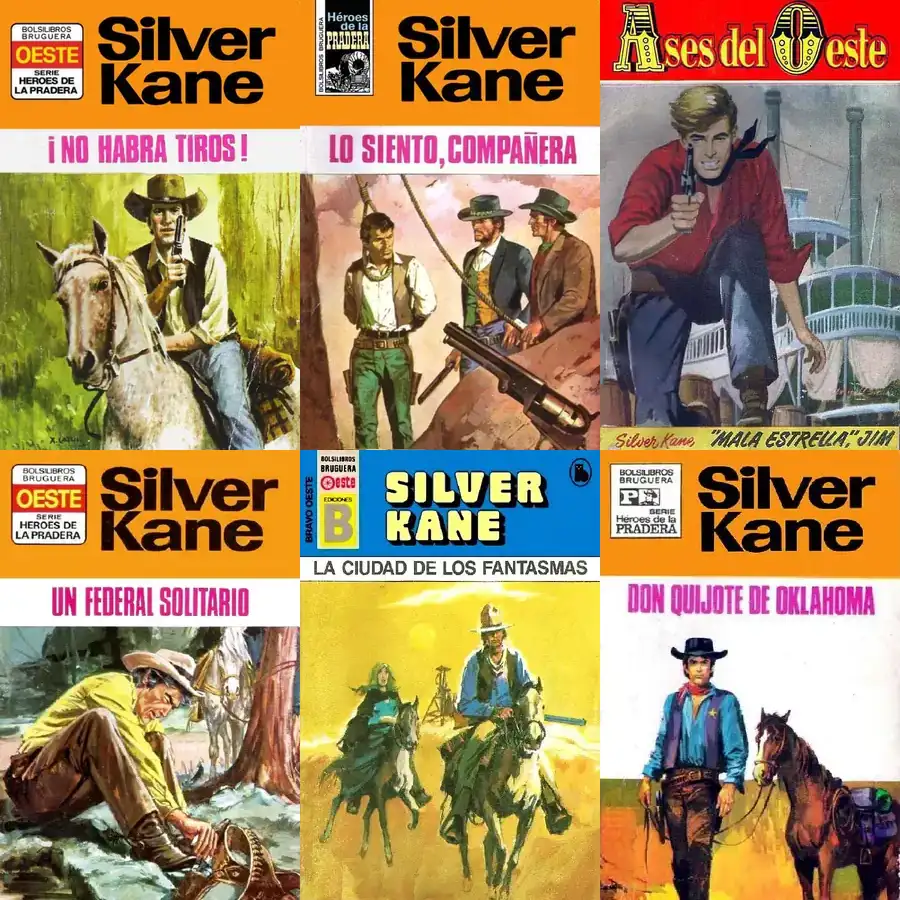 BOLSILIBROS
BRUGUERA
OESTE
SERIE
HEROES DE
LA PRADERA
Silver
Kane
¡NO HABRA TIROS!
BOLSILIBROS BRUGUERA
Héroes
de la
PRADERA
Silver
Kane
LO SIENTO, COMPAÑERA
Ases del Oeste
Silver Kane "MALA ESTRELLA," JIM
BOLSILIBROS
BRUGUERA
OESTE
SERIE
HEROES DE
LA PRADERA
Silver
Kane
UN FEDERAL SOLITARIO
BRAVO OESTE
BOLSILIBROS
BRUGUERA
Oeste
EDICIONES
B
SILVER
KANE
LA CIUDAD DE LOS FANTASMAS
BOLSILIBROS
BRUGUERA
SERIE
Héroes de la
PRADERA
Silver
Kane
DON QUIJOTE DE OKLAHOMA